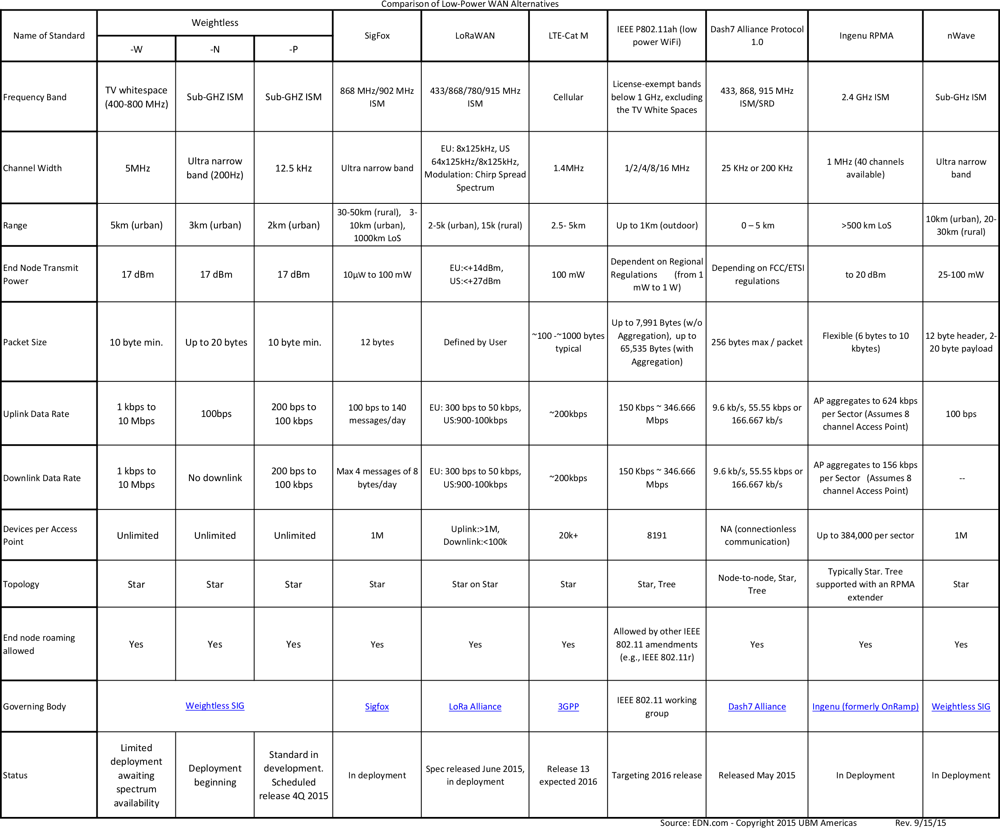 Comparison of Low-Power WAN Alternatives
Name of Standard
Weightless
-W
-N
-P
SigFox
LoRaWAN
LTE-Cat M
IEEE P802.11ah (low
power WiFi)
Dash7 Alliance Protocol
1.0
Ingenu RPMA
nWave
Frequency Band
TV whitespace
(400-800 MHz)
Sub-GHZ ISM
Sub-GHZ ISM
868 MHz/902 MHz
ISM
433/868/780/915 MHz
ISM
Cellular
License-exempt bands
below 1 GHz, excluding
the TV White Spaces
433, 868, 915 MHz
ISM/SRD
2.4 GHz ISM
Sub-GHz ISM
Channel Width
5MHz
Ultra narrow
band (200Hz)
12.5 kHz
Ultra narrow band
EU: 8x125kHz, US
64x125kHz/8x125kHz,
Modulation: Chirp Spread
Spectrum
1.4MHz
1/2/4/8/16 MHz
25 KHz or 200 KHz
1 MHz (40 channels
available)
Ultra narrow
band
Range
5km (urban)
3km (urban)
2km (urban)
30-50km (rural), 3-
10km (urban),
1000km LoS
2-5k (urban), 15k (rural)
2.5- 5km
Up to 1Km (outdoor)
0 – 5 km
>500 km LoS
10km (urban), 20-
30km (rural)
End Node Transmit
Power
17 dBm
17 dBm
17 dBm
10µW to 100 mW
EU:<+14dBm,
US:<+27dBm
100 mW
Dependent on Regional
Regulations (from 1
mW to 1 W)
Depending on FCC/ETSI
regulations
to 20 dBm
25-100 mW
Packet Size
10 byte min.
Up to 20 bytes
10 byte min.
12 bytes
Defined by User
~100 -~1000 bytes
typical
Up to 7,991 Bytes (w/o
Aggregation), up to
65,535 Bytes (with
Aggregation)
256 bytes max / packet
Flexible (6 bytes to 10
kbytes)
12 byte header, 2-
20 byte payload
Uplink Data Rate
1 kbps to
10 Mbps
100bps
200 bps to
100 kbps
100 bps to 140
messages/day
EU: 300 bps to 50 kbps,
US:900-100kbps
~200kbps
150 Kbps ~ 346.666
Mbps
9.6 kb/s, 55.55 kbps or
166.667 kb/s
AP aggregates to 624 kbps
per Sector (Assumes 8
channel Access Point)
100 bps
Downlink Data Rate
1 kbps to
10 Mbps
No downlink
200 bps to
100 kbps
Max 4 messages of 8
bytes/day
EU: 300 bps to 50 kbps,
US:900-100kbps
~200kbps
150 Kbps ~ 346.666
Mbps
9.6 kb/s, 55.55 kbps or
166.667 kb/s
AP aggregates to 156 kbps
per Sector (Assumes 8
channel Access Point)
--
Devices per Access
Point
Unlimited
Unlimited
Unlimited
1M
Uplink:>1M,
Downlink:<100k
20k+
8191
NA (connectionless
communication)
Up to 384,000 per sector
1M
Topology
Star
Star
Star
Star
Star on Star
Star
Star, Tree
Node-to-node, Star,
Tree
Typically Star. Tree
supported with an RPMA
extender
Star
End node roaming
allowed
Yes
Yes
Yes
Yes
Yes
Yes
Allowed by other IEEE
802.11 amendments
(e.g., IEEE 802.11r)
Yes
Yes
Yes
Governing Body
Weightless SIG
Sigfox
LoRa Alliance
3GPP
IEEE 802.11 working
group
Dash7 Alliance
Ingenu (formerly OnRamp)
Weightless SIG
Status
Limited
deployment
awaiting
spectrum
availability
Deployment
beginning
Standard in
development.
Scheduled
release 4Q 2015
In deployment
Spec released June 2015,
in deployment
Release 13
expected 2016
Targeting 2016 release
Released May 2015
In Deployment
In Deployment
Source: EDN.com - Copyright 2015 UBM Americas Rev. 9/15/15